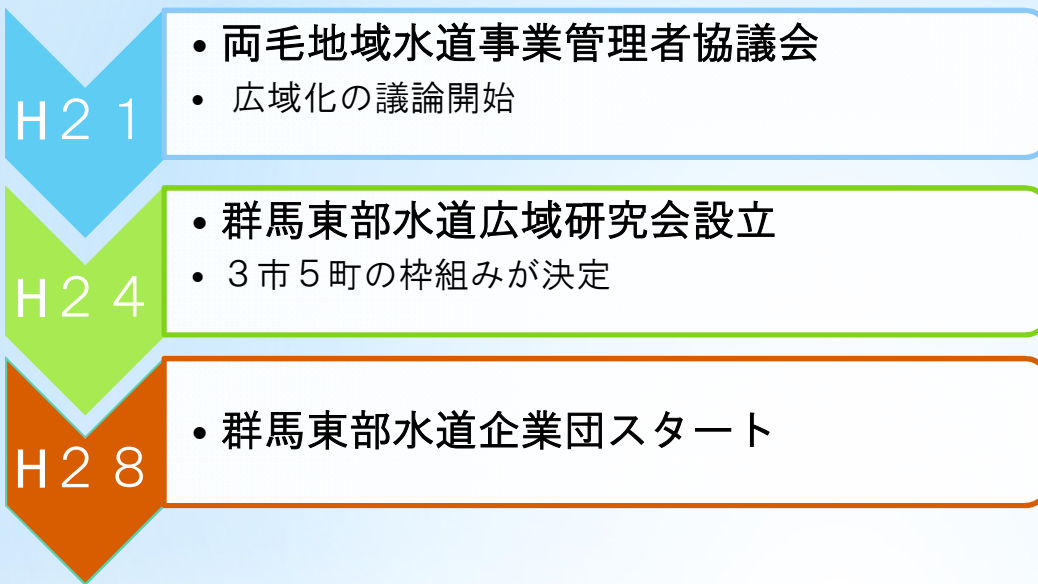 H２１
• 両毛地域水道事業管理者協議会
• 広域化の議論開始
H２４
• 群馬東部水道広域研究会設立
• ３市５町の枠組みが決定
H２８
• 群馬東部水道企業団スタート